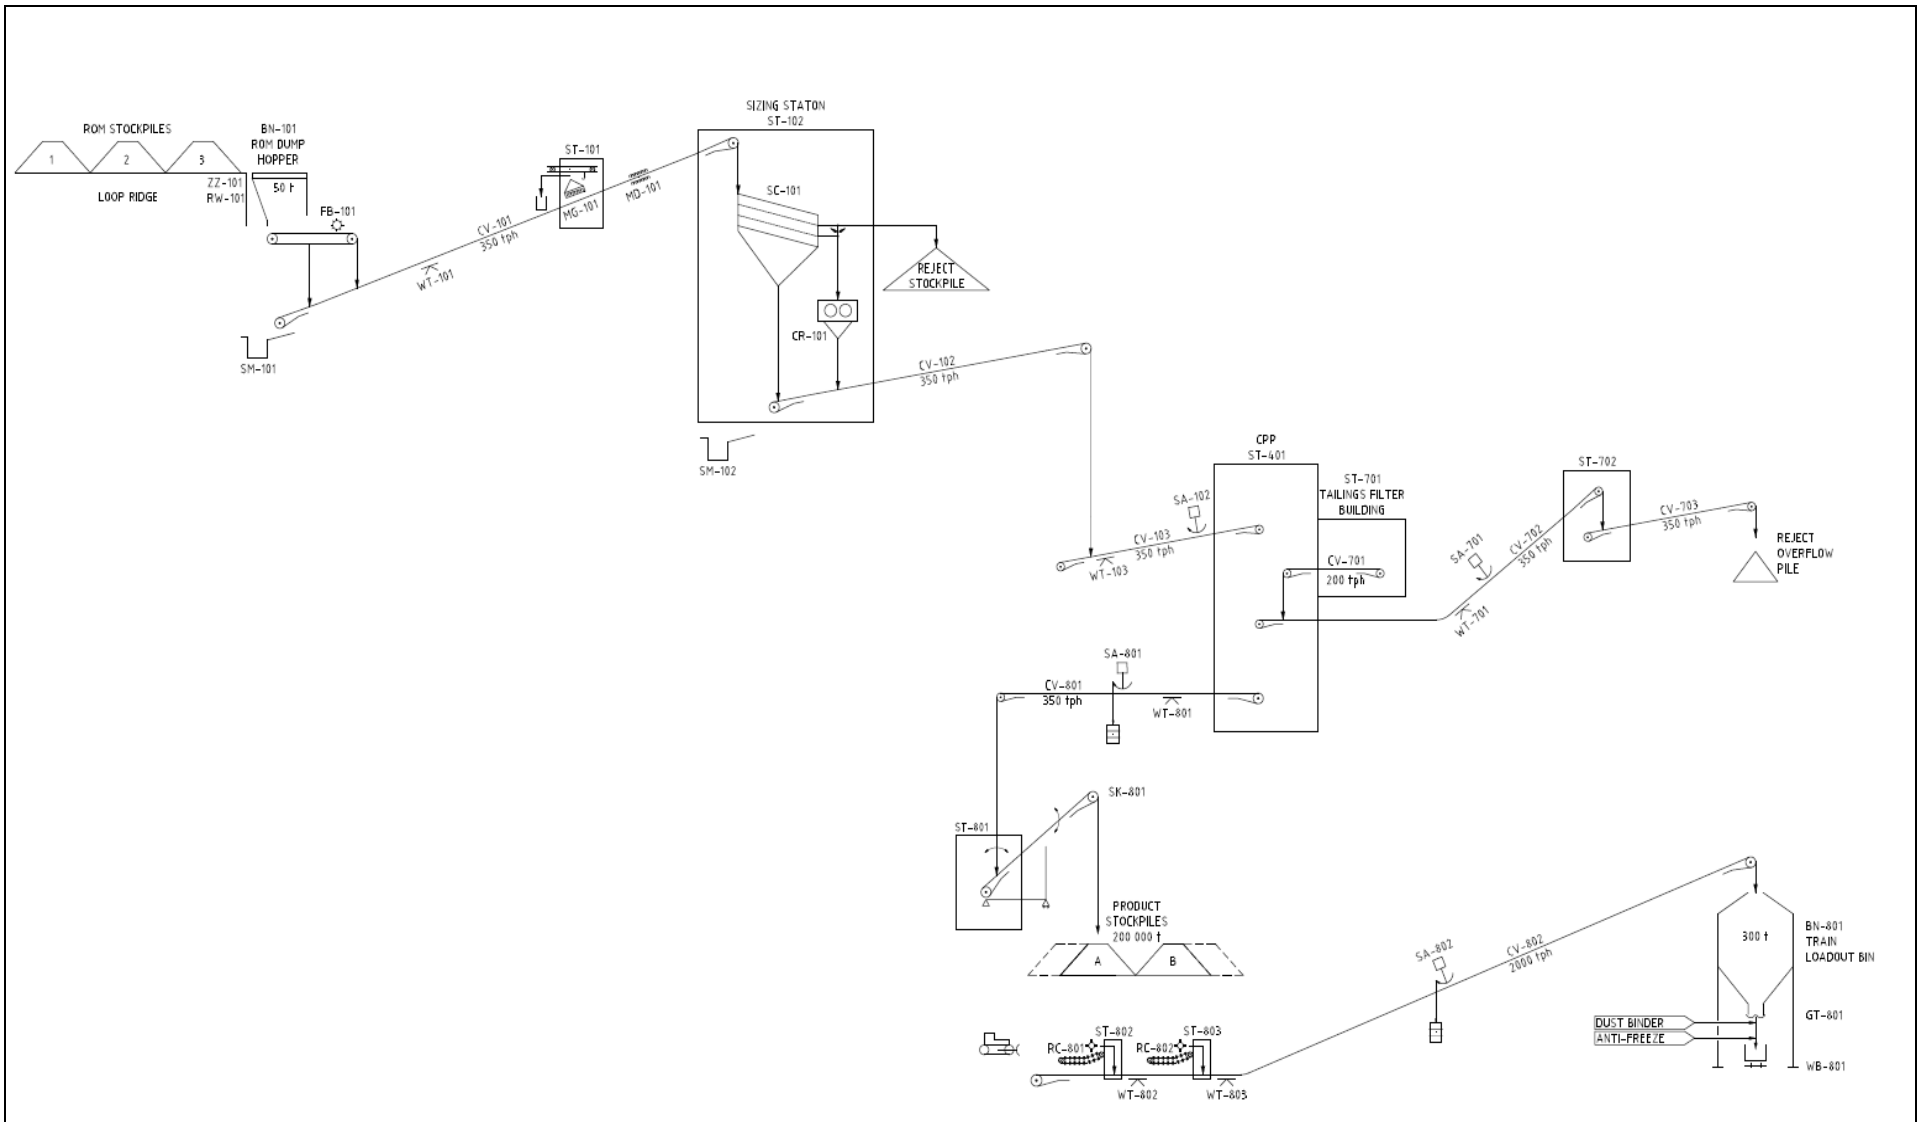 ROM STOCKPILES
1
2
3
LOOP RIDGE
BN-101
ROM DUMP
HOPPER
50 t
ZZ-101
RW-101
FB-101
SM-101
CV-101
350 tph
WT-101
ST-101
MG-101
MD-101
SIZING STATON
ST-102
SC-101
REJECT
STOCKPILE
CR-101
CV-102
350 tph
SM-102
CPP
ST-401
ST-701
TAILINGS FILTER
BUILDING
SA-102
CV-103
350 tph
WT-103
CV-701
200 tph
ST-702
CV-702
350 tph
SA-701
WT-701
CV-703
350 tph
REJECT
OVERFLOW
PILE
SA-801
CV-801
350 tph
WT-801
SK-801
ST-801
PRODUCT
STOCKPILES
200 000 t
A
B
ST-802
ST-803
RC-801
RC-802
WT-802
WT-803
SA-802
CV-802
2000 tph
300 t
BN-801
TRAIN
LOADOUT BIN
GT-801
DUST BINDER
ANTI-FREEZE
WB-801